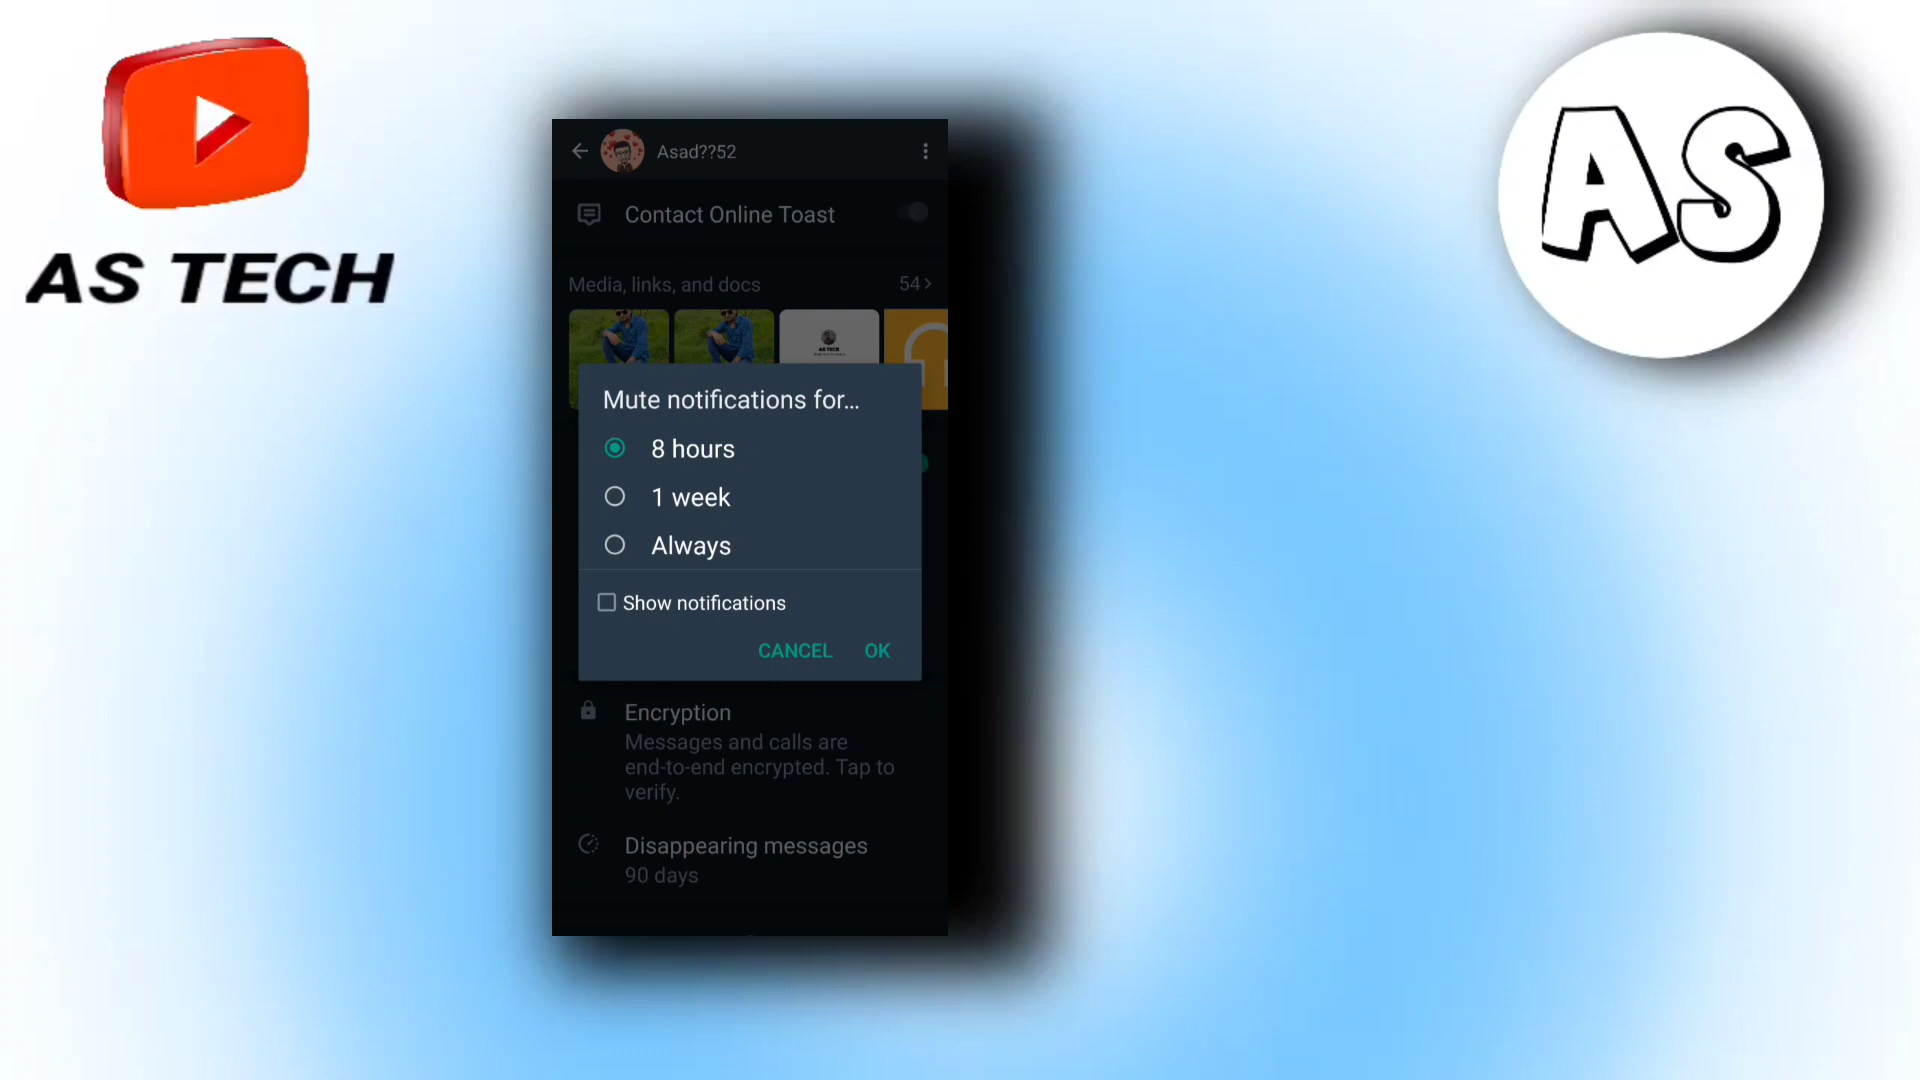 AS TECH
AS
Asad??52
Contact Online Toast
Media, links, and docs
54
AS TECH
Mute notifications for...
8 hours
1 week
Always
Show notifications
CANCEL OK
Encryption
Messages and calls are
end-to-end encrypted. Tap to
verify.
Disappearing messages
90 days